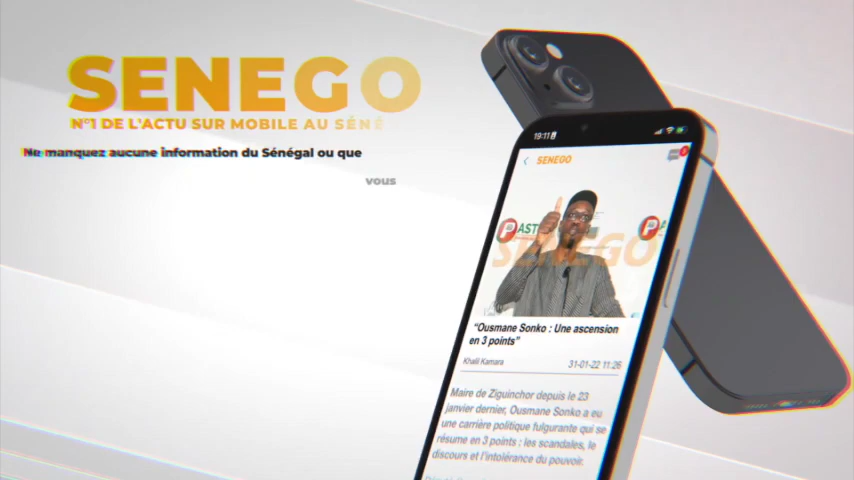 SENEGO
N°1 DE L'ACTU SUR MOBILE AU SÉNÉ
Ne manquez aucune information du Sénégal ou que
vous
19:11
SENEGO
PAST
SENEGO
"Ousmane Sonko : Une ascension
en 3 points"
Khalil Kamara
31-01-22 11:26
Maire de Ziguinchor depuis le 23
janvier dernier, Ousmane Sonko a eu
une carrière politique fulgurante qui se
résume en 3 points : les scandales, le
discours et l'intolérance du pouvoir.